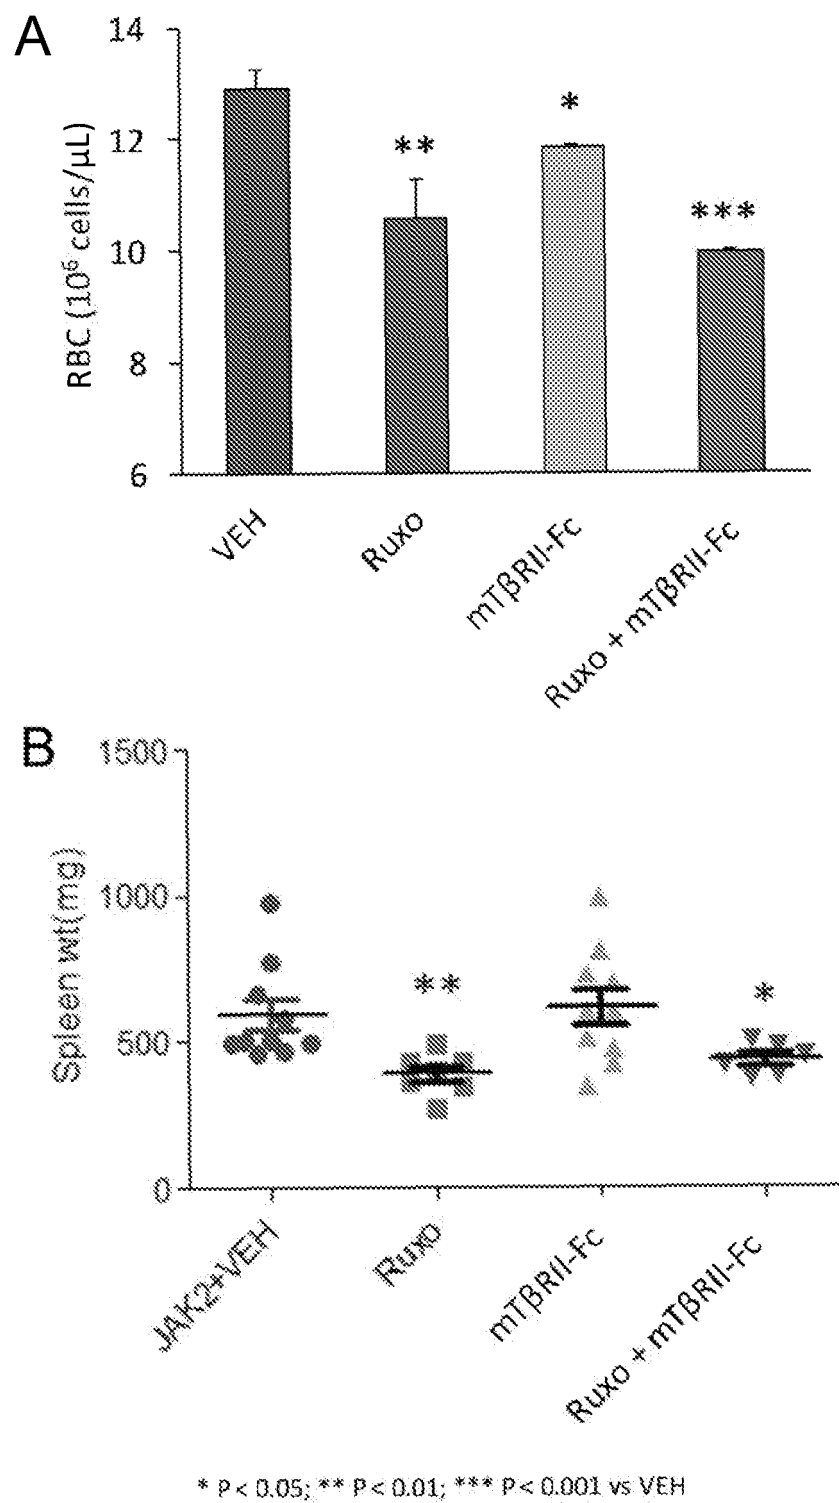 A
14
12
10
8
6
RBC (10⁶ cells/µL)
**
*
***
VEH
Ruxo
mTβRII-Fc
Ruxo + mTβRII-Fc
B
1500
1000
500
0
Spleen wt(mg)
**
*
JAK2+VEH
Ruxo
mTβRII-Fc
Ruxo + mTβRII-Fc
* P < 0.05; ** P < 0.01; *** P < 0.001 vs VEH